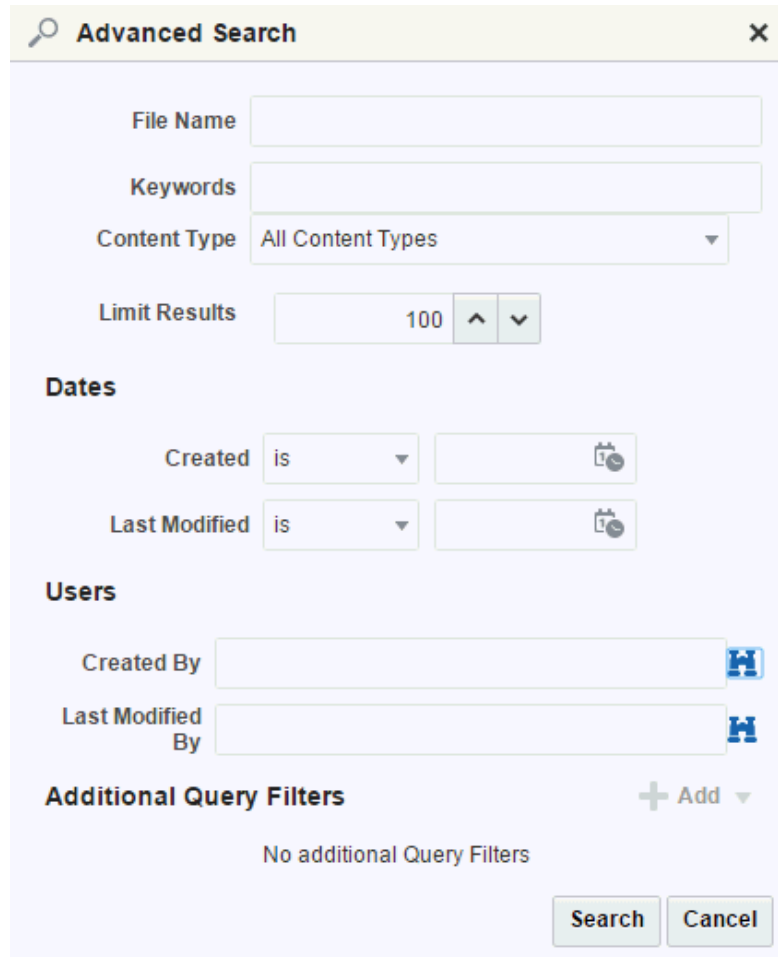 Advanced Search
File Name
Keywords
Content Type All Content Types
Limit Results 100
Dates
Created is
Last Modified is
Users
Created By
Last Modified
By
Additional Query Filters Add
No additional Query Filters
Search Cancel